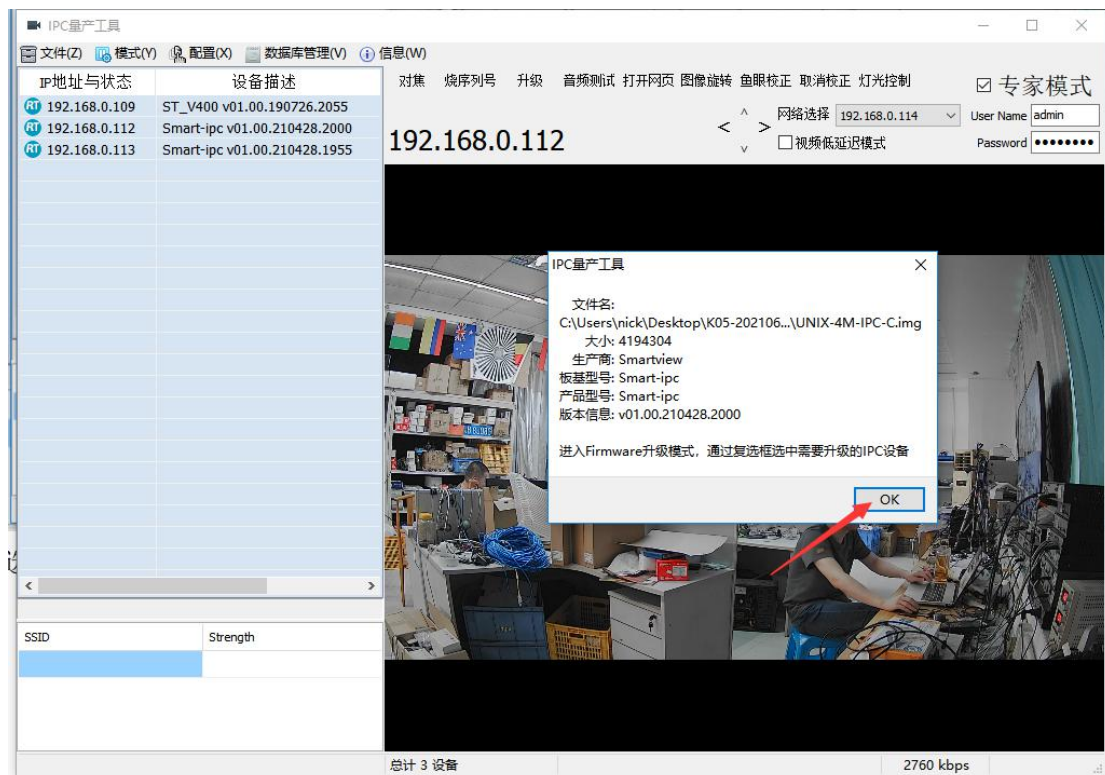 IPC量产工具
文件(Z) 模式(Y) 配置(X) 数据库管理(V) 信息(W)
IP地址与状态 设备描述
RT 192.168.0.109 ST_V400 v01.00.190726.2055
RT 192.168.0.112 Smart-ipc v01.00.210428.2000
RT 192.168.0.113 Smart-ipc v01.00.210428.1955
SSID Strength
对焦 烧序列号 升级 音频测试 打开网页 图像旋转 鱼眼校正 取消校正 灯光控制
专家模式
192.168.0.112
网络选择 192.168.0.114
视频低延迟模式
User Name admin
Password ●●●●●●●●
IPC量产工具
文件名:
C:\Users\nick\Desktop\K05-202106...\UNIX-4M-IPC-C.img
大小: 4194304
生产商: Smartview
板基型号: Smart-ipc
产品型号: Smart-ipc
版本信息: v01.00.210428.2000
进入Firmware升级模式，通过复选框选中需要升级的IPC设备
OK
总计 3 设备
2760 kbps